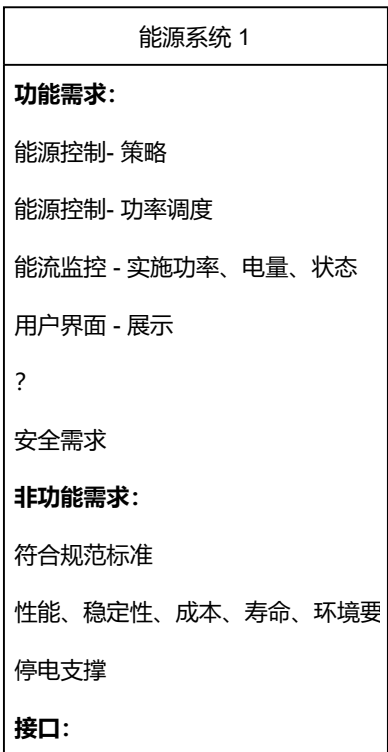 能源系统 1
功能需求：
能源控制- 策略
能源控制- 功率调度
能流监控 - 实施功率、电量、状态
用户界面 - 展示
？
安全需求
非功能需求：
符合规范标准
性能、稳定性、成本、寿命、环境要
停电支撑
接口：